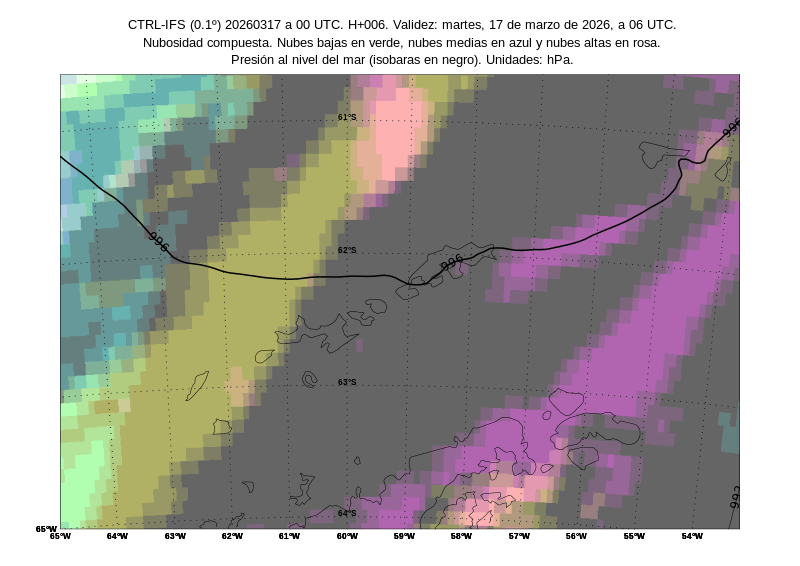 CTRL-IFS (0.1º) 20260317 a 00 UTC. H+006. Validez: martes, 17 de marzo de 2026, a 06 UTC.
Nubosidad compuesta. Nubes bajas en verde, nubes medias en azul y nubes altas en rosa.
Presión al nivel del mar (isobaras en negro). Unidades: hPa.
61°S
996
996
62°S
996
63°S
992
64°S
65°W
65°W 64°W 63°W 62°W 61°W 60°W 59°W 58°W 57°W 56°W 55°W 54°W